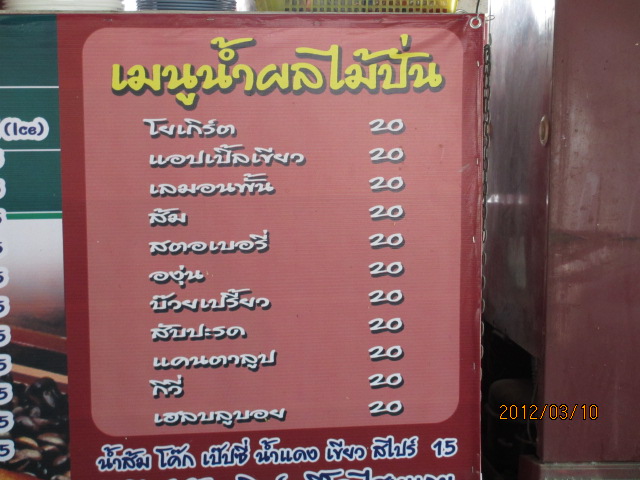 เมนูน้ำผลไม้ปั่น
(Ice)
โยเกิร์ต 20
แอปเปิ้ลเขียว 20
เลมอนพั้น 20
ส้ม 20
สตอเบอรี่ 20
องุ่น 20
บ๊วยเปรี้ยว 20
สับปะรด 20
แคนตาลูป 20
กีวี่ 20
เฮลบลูบอย 20
น้ำส้ม โค้ก เป๊ปซี่ น้ำแดง เขียว สไปร์ 15
2012/03/10